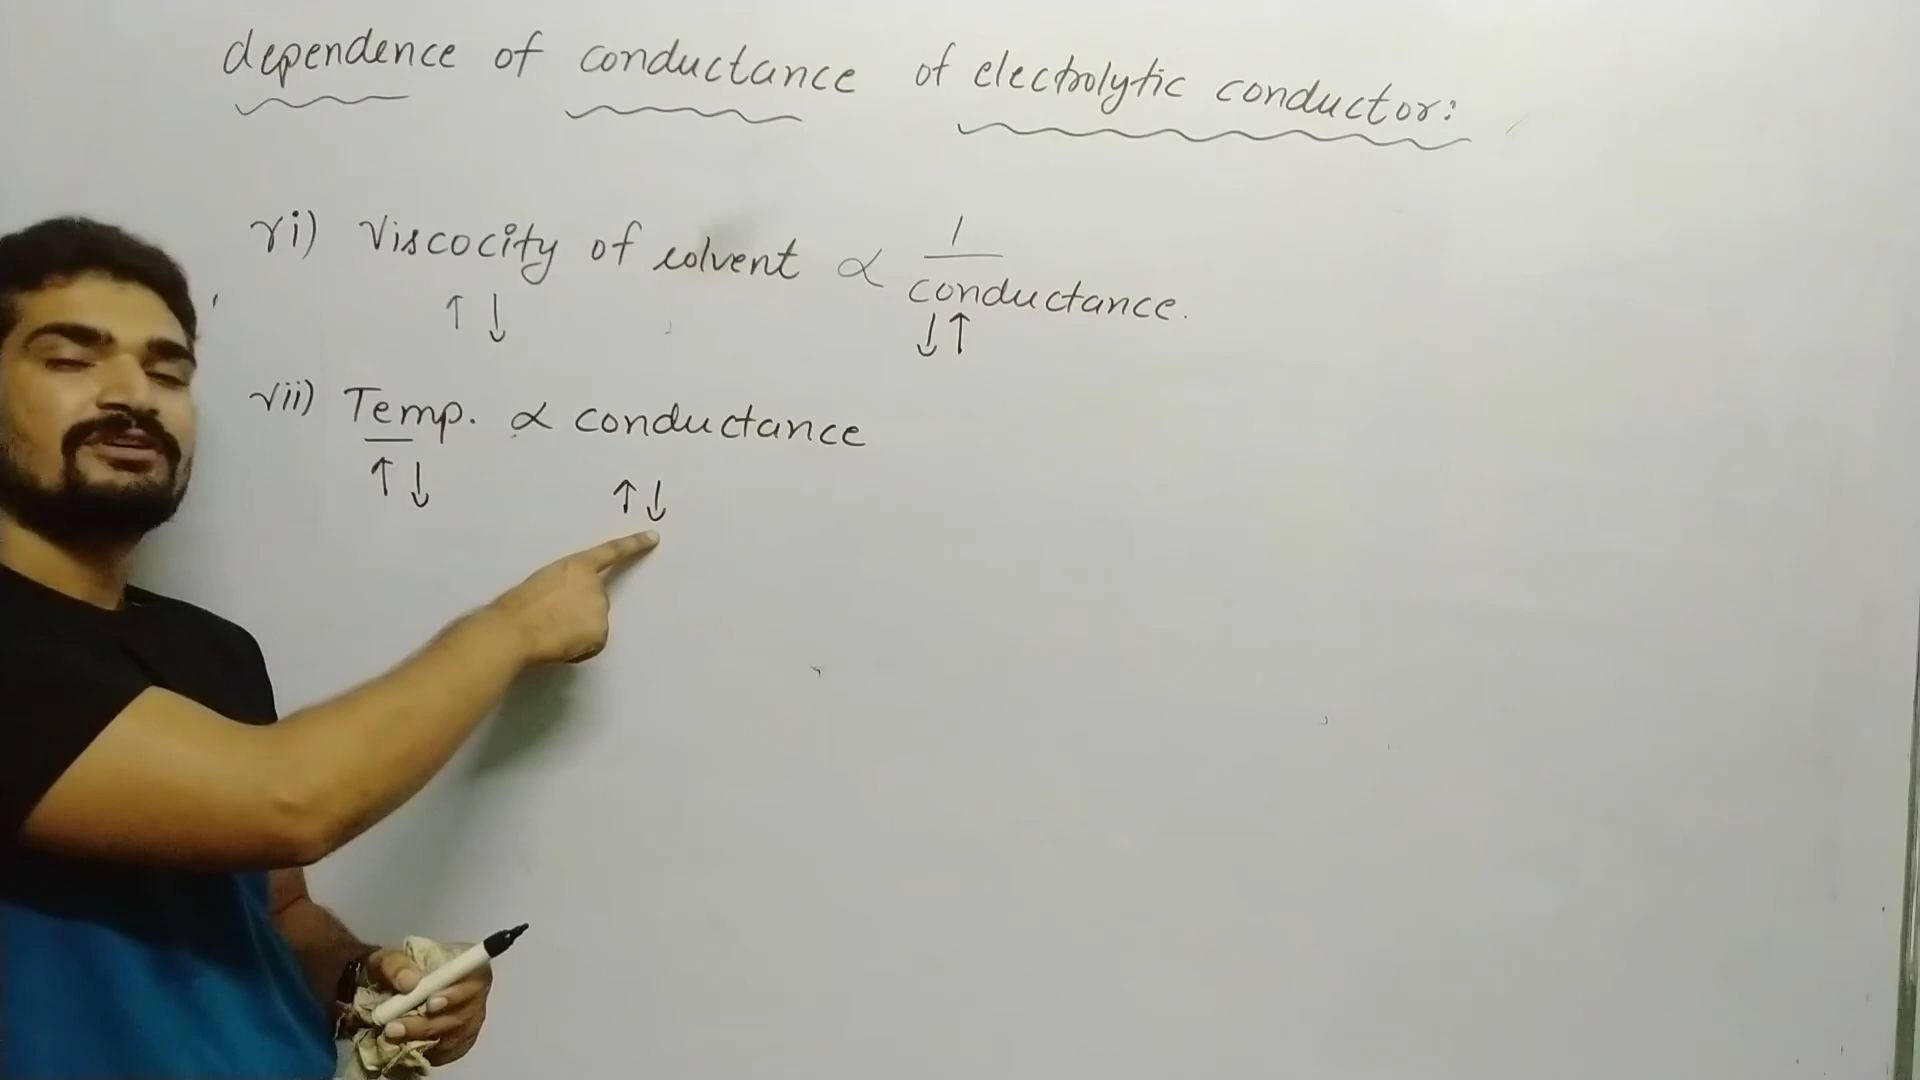 dependence of conductance of electrolytic conductor:
vi) Viscocity of solvent ∝ 1/conductance.
↑ ↓ ↓ ↑
vii) Temp. ∝ conductance
↑ ↓ ↑ ↓